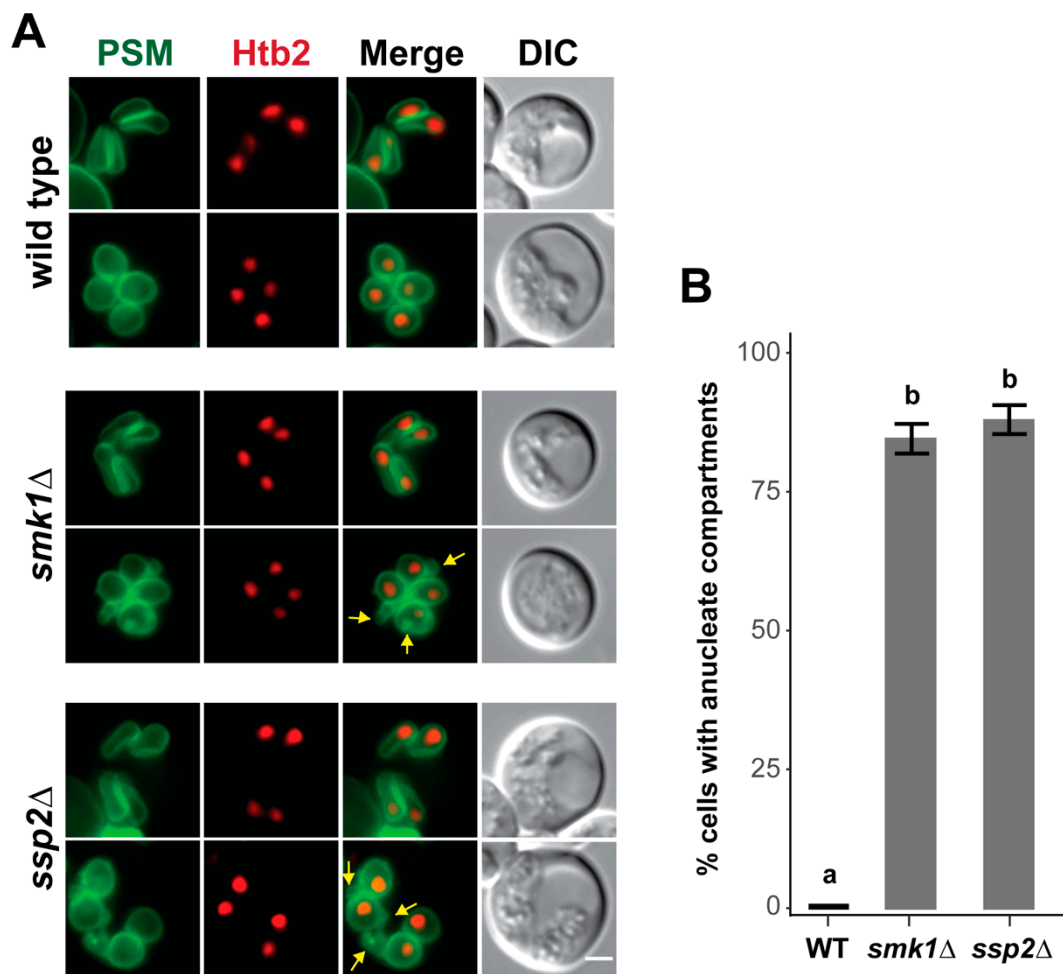 A
PSM Htb2 Merge DIC
wild type
smk1Δ
ssp2Δ
B
% cells with anucleate compartments
100
75
50
25
0
a
b
b
WT smk1Δ ssp2Δ